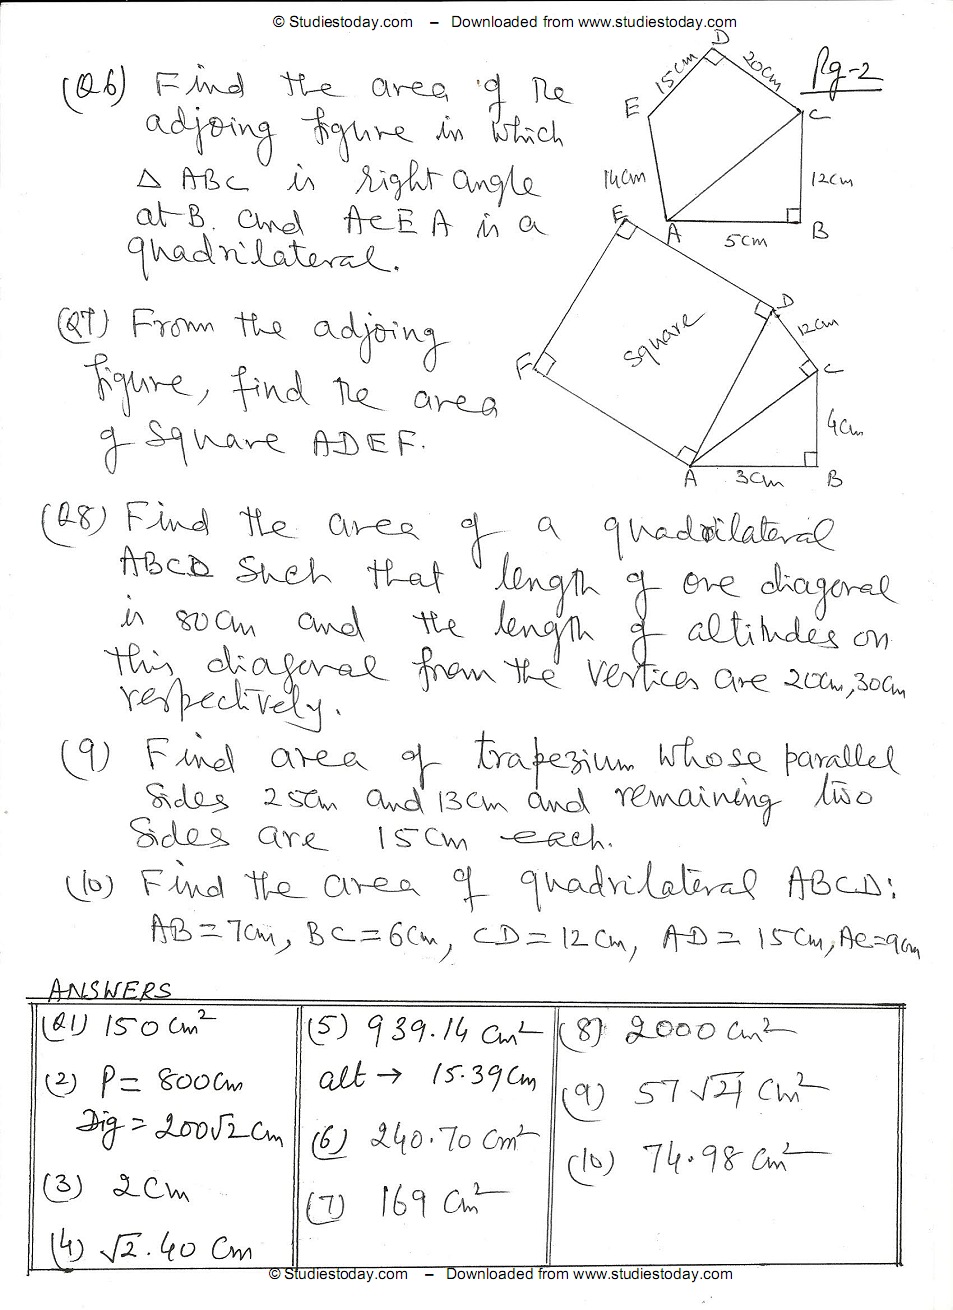 © Studiestoday.com – Downloaded from www.studiestoday.com
Pg-2
(Q6) Find the area of the
adjoing figure in which
△ ABC is right angle
at B. and ACEA is a
quadrilateral.
D
15cm
20cm
E
C
14cm
12cm
A
5cm
B
(Q7) From the adjoing
figure, find the area
of square ADEF.
E
D
12cm
square
F
C
4cm
A
3cm
B
(Q8) Find the area of a quadrilateral
ABCD such that length of one diagonal
is 80cm and the length of altitudes on
this diagonal from the vertices are 20cm, 30cm
respectively.
(9) Find area of trapezium whose parallel
sides 25cm and 13cm and remaining two
sides are 15cm each.
(10) Find the area of quadrilateral ABCD:
AB=7cm, BC=6cm, CD=12cm, AD=15cm, AC=9cm
ANSWERS
(Q1) 150 cm²
(2) P= 800cm
Dig = 200√2 cm
(3) 2cm
(4) √2.40 cm
(5) 939.14 cm²
alt → 15.39cm
(6) 240.70 cm²
(7) 169 cm²
(8) 2000 cm²
(9) 57√21 cm²
(10) 74.98 cm²
© Studiestoday.com – Downloaded from www.studiestoday.com